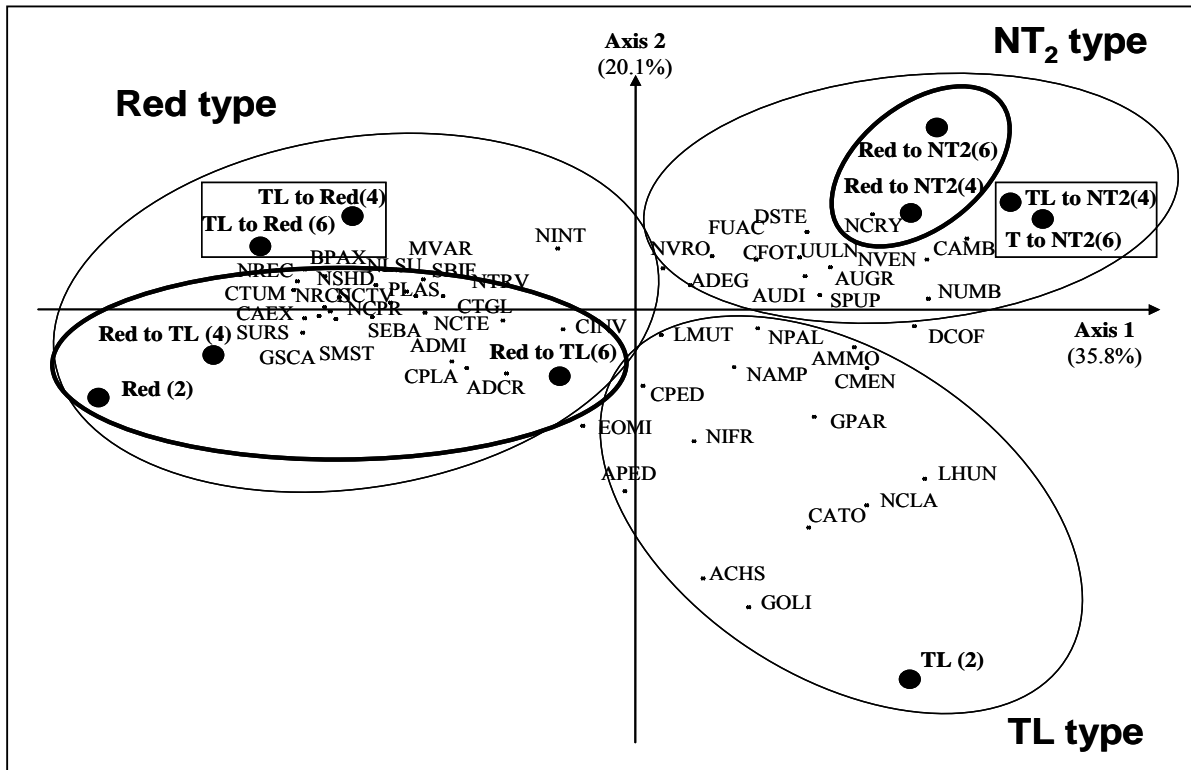 NT2 type
Axis 2
(20.1%)
Red type
Red to NT2(6)
TL to Red(4)
Red to NT2(4)
TL to NT2(4)
TL to Red (6)
DSTE
NCRY
T to NT2(6)
FUAC
MVAR
NINT
NVRO
CFOT
UULN
NVEN
CAMB
BPAX
NLSU
SBIF
NREC
NSHD
NTRV
ADEG
AUGR
CTUM
NRCN
NCTV
PLAS
AUDI
SPUP
NUMB
CAEX
NCPR
CTGL
SURS
Red to TL (4)
SEBA
NCTE
CINV
LMUT
NPAL
DCOF
Axis 1
(35.8%)
GSCA
SMST
ADMI
Red to TL(6)
AMMO
CPLA
NAMP
CMEN
Red (2)
ADCR
CPED
EOMI
NIFR
GPAR
APED
LHUN
NCLA
CATO
ACHS
GOLI
TL (2)
TL type